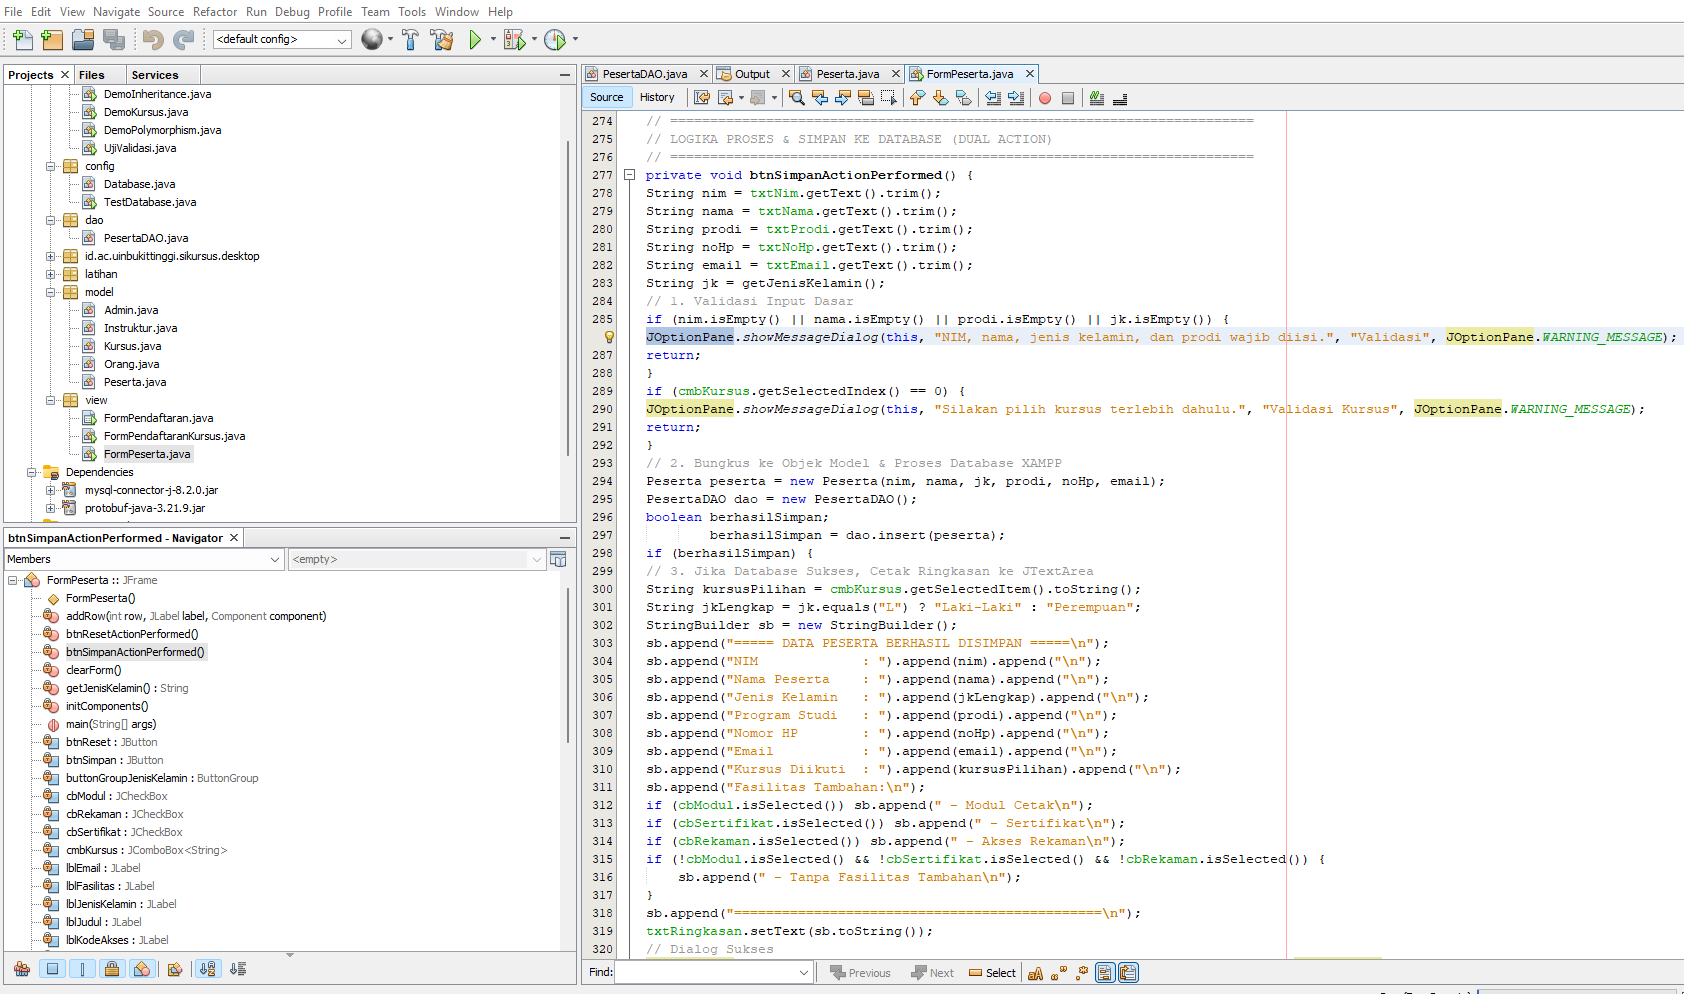 File Edit View Navigate Source Refactor Run Debug Profile Team Tools Window Help
<default config>
Projects Files Services
DemoInheritance.java
DemoKursus.java
DemoPolymorphism.java
UjiValidasi.java
config
Database.java
TestDatabase.java
dao
PesertaDAO.java
id.ac.uinbukittinggi.sikursus.desktop
latihan
model
Admin.java
Instruktur.java
Kursus.java
Orang.java
Peserta.java
view
FormPendaftaran.java
FormPendaftaranKursus.java
FormPeserta.java
Dependencies
mysql-connector-j-8.2.0.jar
protobuf-java-3.21.9.jar
btnSimpanActionPerformed - Navigator
Members <empty>
FormPeserta :: JFrame
FormPeserta()
addRow(int row, JLabel label, Component component)
btnResetActionPerformed()
btnSimpanActionPerformed()
clearForm()
getJenisKelamin() : String
initComponents()
main(String[] args)
btnReset : JButton
btnSimpan : JButton
buttonGroupJenisKelamin : ButtonGroup
cbModul : JCheckBox
cbRekaman : JCheckBox
cbSertifikat : JCheckBox
cmbKursus : JComboBox<String>
lblEmail : JLabel
lblFasilitas : JLabel
lblJenisKelamin : JLabel
lblJudul : JLabel
lblKodeAkses : JLabel
PesertaDAO.java Output Peserta.java FormPeserta.java
Source History
274 // =========================================================================
275 // LOGIKA PROSES & SIMPAN KE DATABASE (DUAL ACTION)
276 // =========================================================================
277 private void btnSimpanActionPerformed() {
278 String nim = txtNim.getText().trim();
279 String nama = txtNama.getText().trim();
280 String prodi = txtProdi.getText().trim();
281 String noHp = txtNoHp.getText().trim();
282 String email = txtEmail.getText().trim();
283 String jk = getJenisKelamin();
284 // 1. Validasi Input Dasar
285 if (nim.isEmpty() || nama.isEmpty() || prodi.isEmpty() || jk.isEmpty()) {
JOptionPane.showMessageDialog(this, "NIM, nama, jenis kelamin, dan prodi wajib diisi.", "Validasi", JOptionPane.WARNING_MESSAGE);
287 return;
288 }
289 if (cmbKursus.getSelectedIndex() == 0) {
290 JOptionPane.showMessageDialog(this, "Silakan pilih kursus terlebih dahulu.", "Validasi Kursus", JOptionPane.WARNING_MESSAGE);
291 return;
292 }
293 // 2. Bungkus ke Objek Model & Proses Database XAMPP
294 Peserta peserta = new Peserta(nim, nama, jk, prodi, noHp, email);
295 PesertaDAO dao = new PesertaDAO();
296 boolean berhasilSimpan;
297 berhasilSimpan = dao.insert(peserta);
298 if (berhasilSimpan) {
299 // 3. Jika Database Sukses, Cetak Ringkasan ke JTextArea
300 String kursusPilihan = cmbKursus.getSelectedItem().toString();
301 String jkLengkap = jk.equals("L") ? "Laki-Laki" : "Perempuan";
302 StringBuilder sb = new StringBuilder();
303 sb.append("===== DATA PESERTA BERHASIL DISIMPAN =====\n");
304 sb.append("NIM             : ").append(nim).append("\n");
305 sb.append("Nama Peserta    : ").append(nama).append("\n");
306 sb.append("Jenis Kelamin   : ").append(jkLengkap).append("\n");
307 sb.append("Program Studi   : ").append(prodi).append("\n");
308 sb.append("Nomor HP        : ").append(noHp).append("\n");
309 sb.append("Email           : ").append(email).append("\n");
310 sb.append("Kursus Diikuti  : ").append(kursusPilihan).append("\n");
311 sb.append("Fasilitas Tambahan:\n");
312 if (cbModul.isSelected()) sb.append(" - Modul Cetak\n");
313 if (cbSertifikat.isSelected()) sb.append(" - Sertifikat\n");
314 if (cbRekaman.isSelected()) sb.append(" - Akses Rekaman\n");
315 if (!cbModul.isSelected() && !cbSertifikat.isSelected() && !cbRekaman.isSelected()) {
316 sb.append(" - Tanpa Fasilitas Tambahan\n");
317 }
318 sb.append("==============================================\n");
319 txtRingkasan.setText(sb.toString());
320 // Dialog Sukses
Find: Previous Next Select